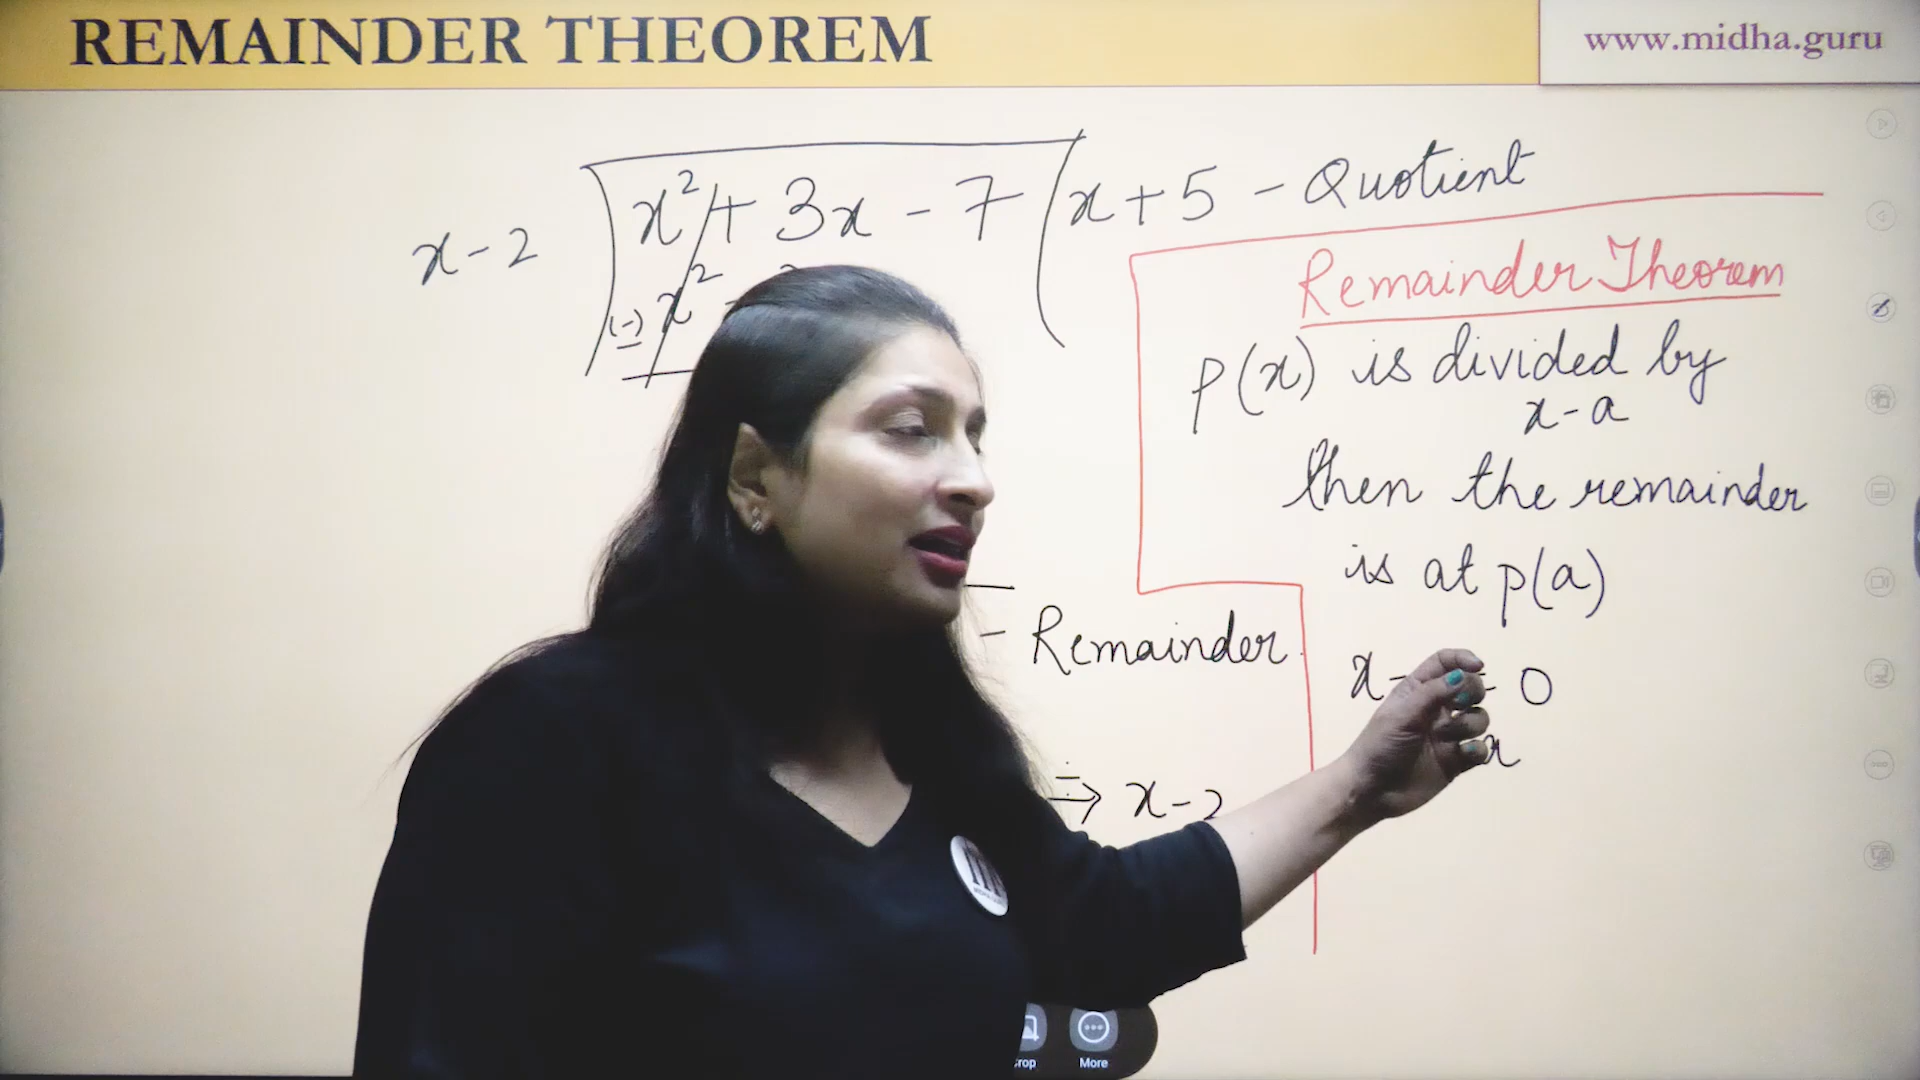 REMAINDER THEOREM
www.midha.guru
x² + 3x - 7 ( x + 5 - Quotient
x - 2
(-) x²
Remainder Theorem
p(x) is divided by
x - a
then the remainder
is at p(a)
- Remainder
x - = 0
a
⇒ x - 2
More